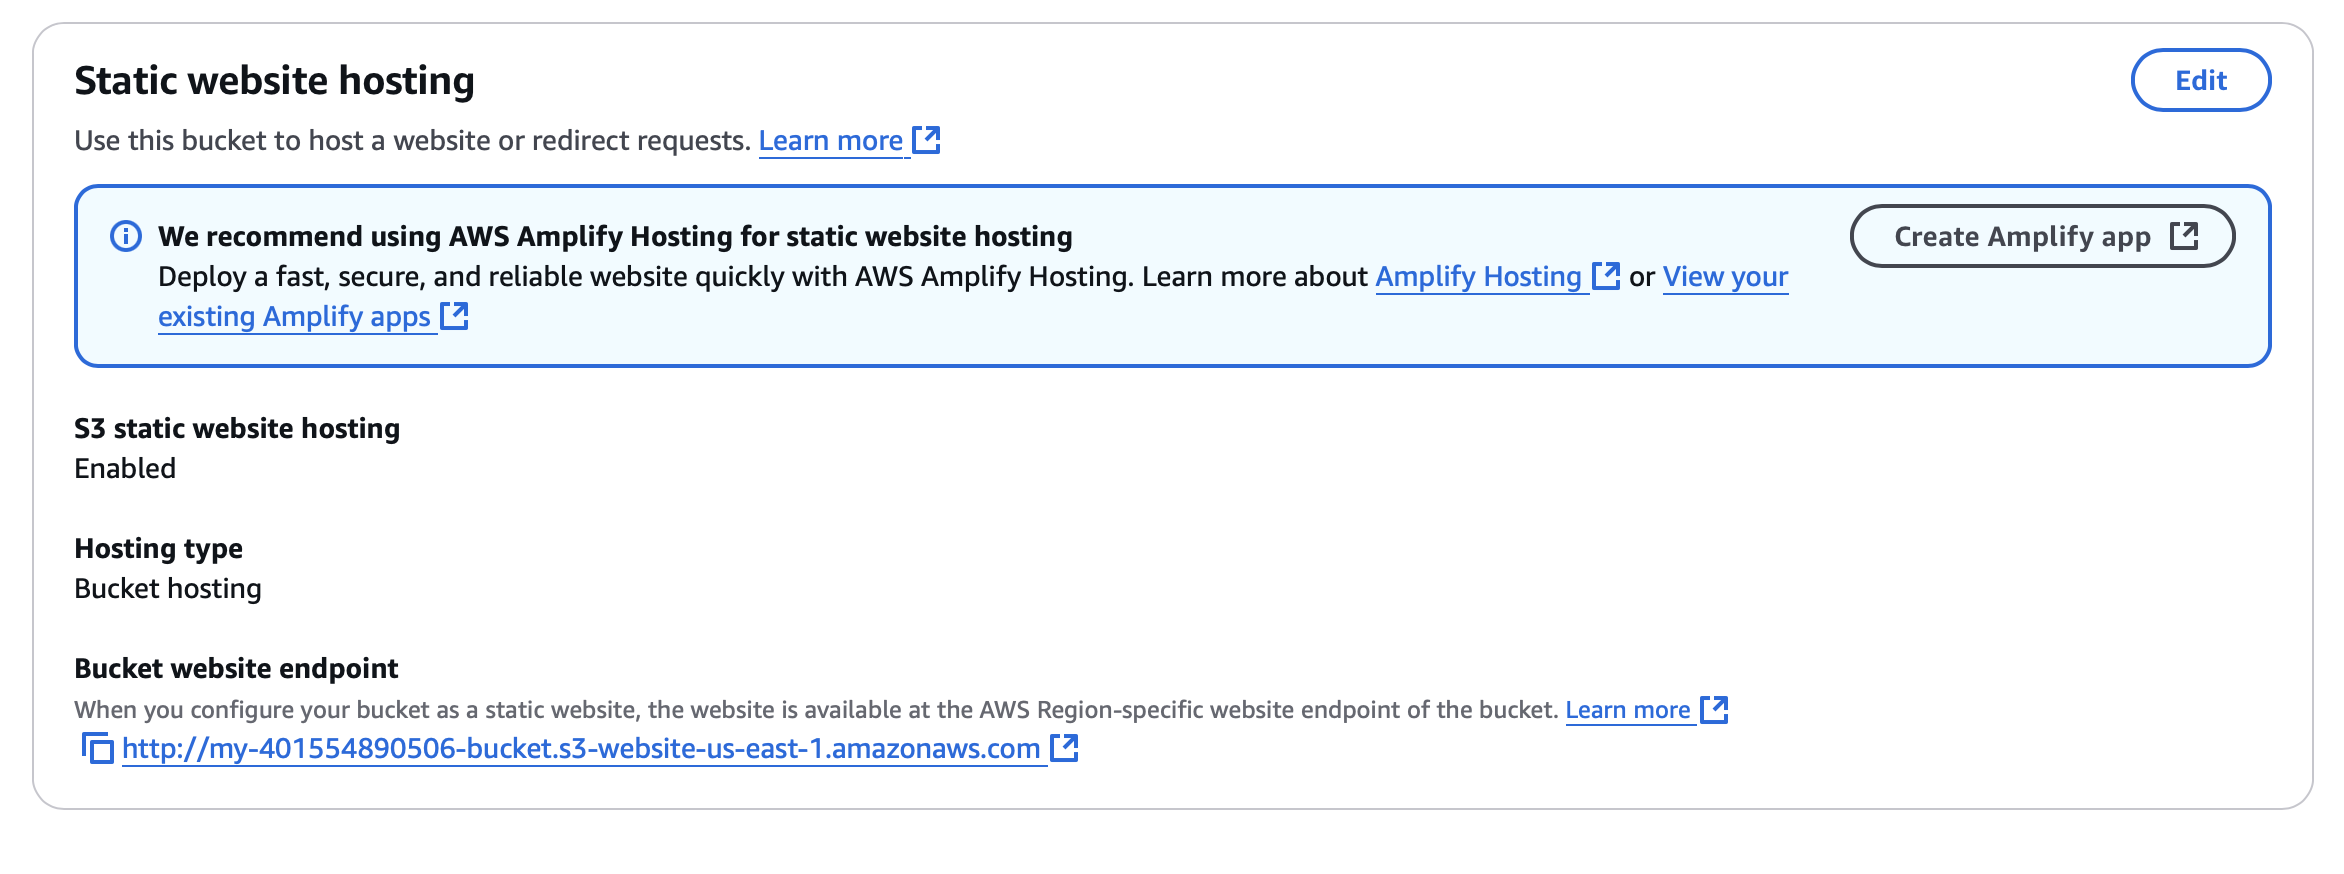 Static website hosting
Edit
Use this bucket to host a website or redirect requests. Learn more
We recommend using AWS Amplify Hosting for static website hosting
Create Amplify app
Deploy a fast, secure, and reliable website quickly with AWS Amplify Hosting. Learn more about Amplify Hosting or View your
existing Amplify apps
S3 static website hosting
Enabled
Hosting type
Bucket hosting
Bucket website endpoint
When you configure your bucket as a static website, the website is available at the AWS Region-specific website endpoint of the bucket. Learn more
http://my-401554890506-bucket.s3-website-us-east-1.amazonaws.com